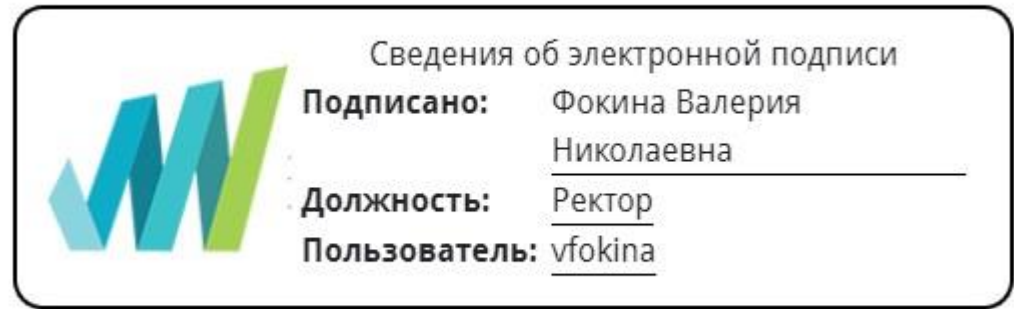 Сведения об электронной подписи
Подписано: Фокина Валерия
Николаевна
Должность: Ректор
Пользователь: vfokina